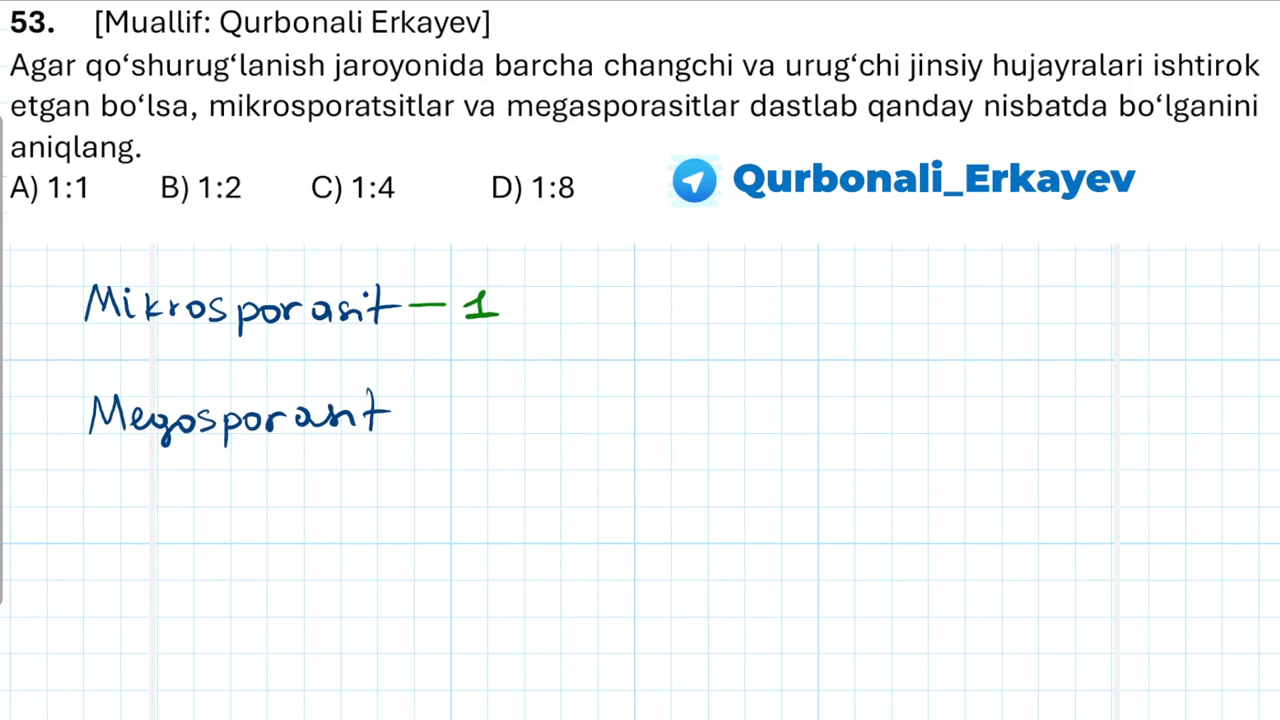 53. [Muallif: Qurbonali Erkayev]
Agar qo‘shurug‘lanish jaroyonida barcha changchi va urug‘chi jinsiy hujayralari ishtirok
etgan bo‘lsa, mikrosporatsitlar va megasporasitlar dastlab qanday nisbatda bo‘lganini
aniqlang.
A) 1:1 B) 1:2 C) 1:4 D) 1:8
Qurbonali_Erkayev
Mikrosporasit — 1
Megosporasit